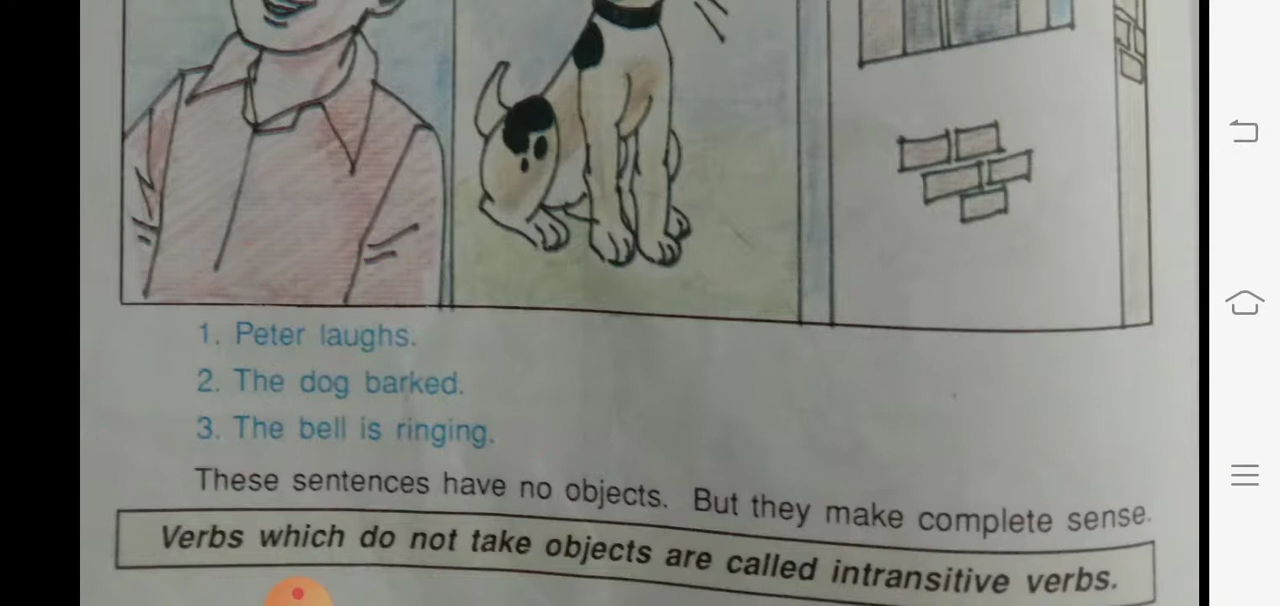 1. Peter laughs.
2. The dog barked.
3. The bell is ringing.
These sentences have no objects. But they make complete sense.
Verbs which do not take objects are called intransitive verbs.